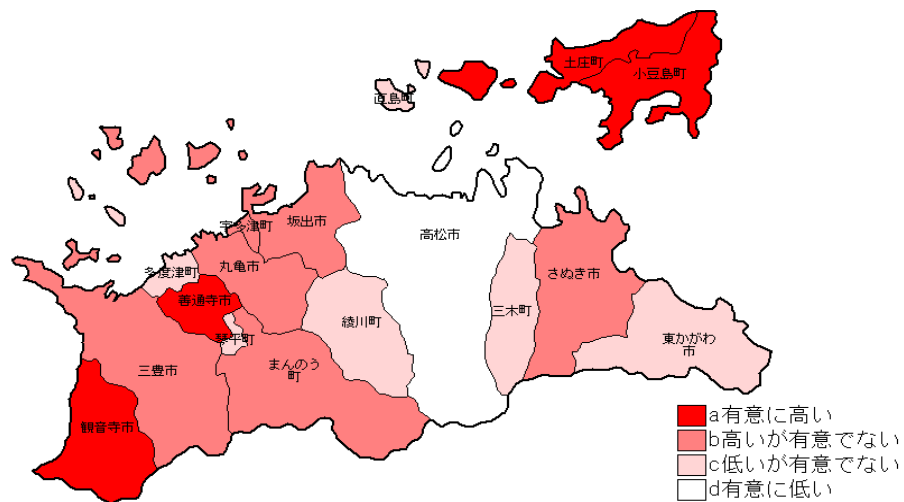 土庄町
小豆島町
直島町
宇多津町
坂出市
高松市
多度津町
丸亀市
さぬき市
善通寺市
三木町
綾川町
琴平町
東かがわ
市
三豊市
まんのう
町
観音寺市
a有意に高い
b高いが有意でない
c低いが有意でない
d有意に低い